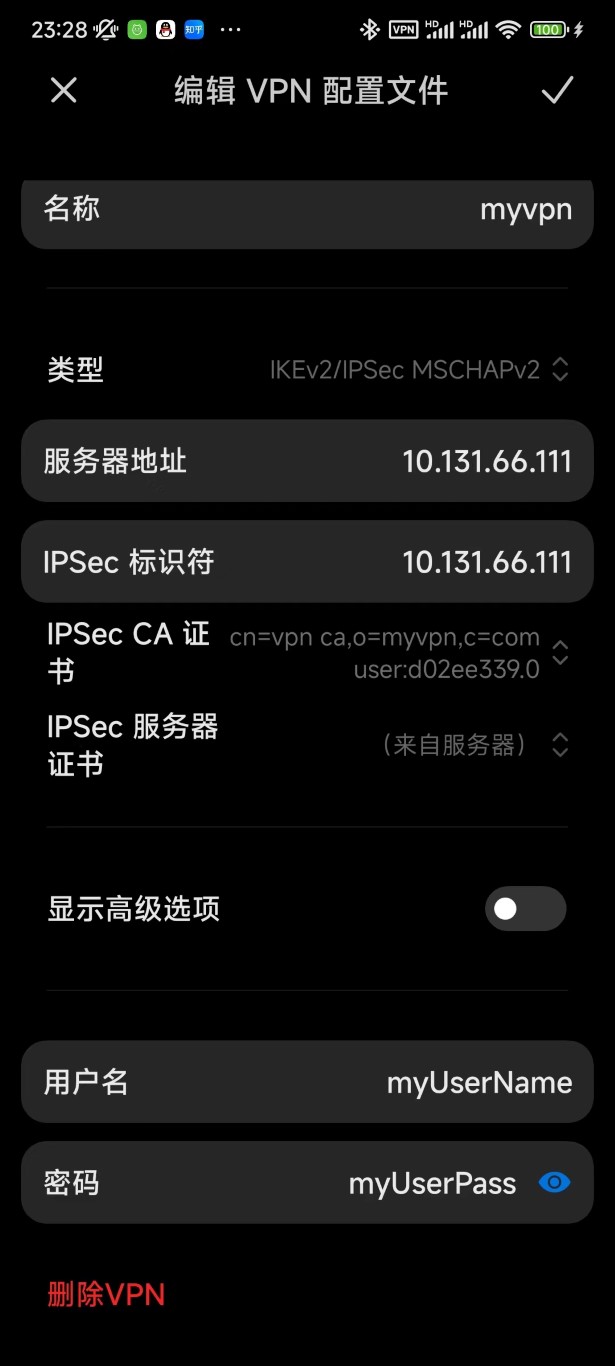 23:28 知乎 ··· VPN HD HD 100
编辑 VPN 配置文件
名称 myvpn
类型 IKEv2/IPSec MSCHAPv2
服务器地址 10.131.66.111
IPSec 标识符 10.131.66.111
IPSec CA 证 cn=vpn ca,o=myvpn,c=com
书 user:d02ee339.0
IPSec 服务器
证书 （来自服务器）
显示高级选项
用户名 myUserName
密码 myUserPass
删除VPN